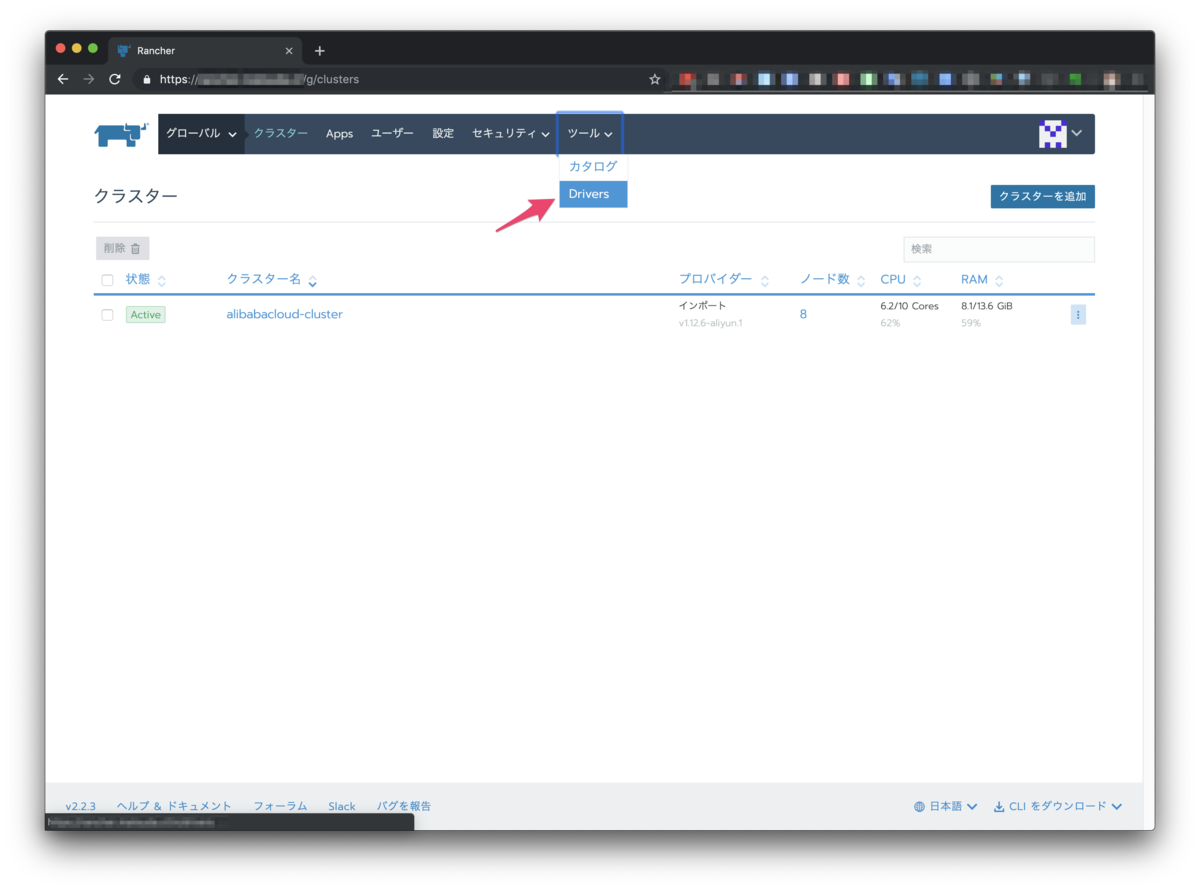 Rancher
https:// /g/clusters
グローバル クラスター Apps ユーザー 設定 セキュリティ ツール
カタログ
Drivers
クラスター
クラスターを追加
削除
検索
状態 クラスター名 プロバイダー ノード数 CPU RAM
Active alibabacloud-cluster インポート 8 6.2/10 Cores 8.1/13.6 GiB
v1.12.6-aliyun.1 62% 59%
v2.2.3 ヘルプ & ドキュメント フォーラム Slack バグを報告 日本語 CLI をダウンロード